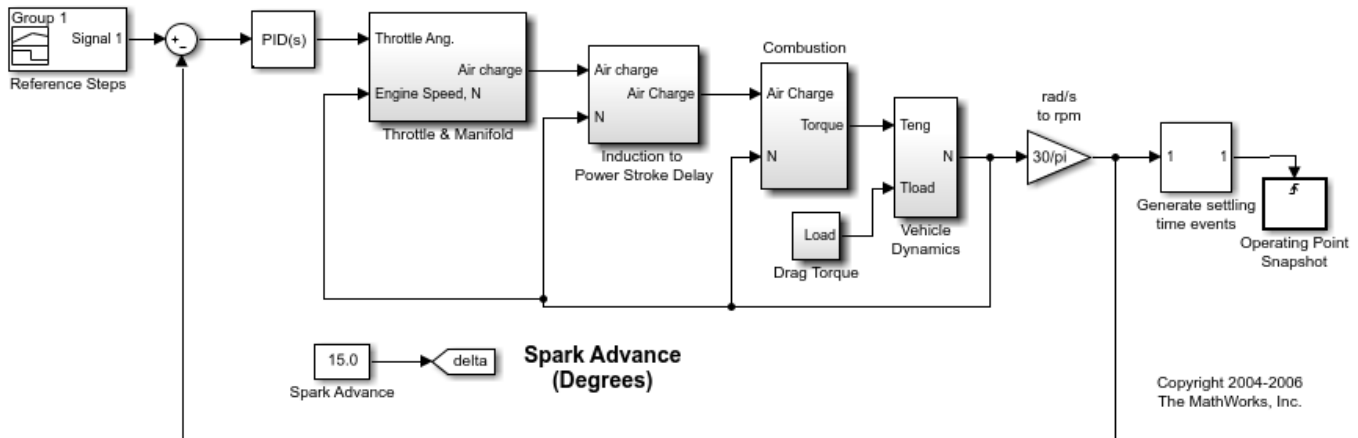 Group 1
Signal 1
Reference Steps
+
-
PID(s)
Throttle Ang.
Air charge
Engine Speed, N
Throttle & Manifold
Air charge
Air Charge
N
Induction to
Power Stroke Delay
Combustion
Air Charge
Torque
N
Load
Drag Torque
Teng
N
Tload
Vehicle
Dynamics
rad/s
to rpm
30/pi
1
1
Generate settling
time events
Operating Point
Snapshot
15.0
Spark Advance
delta
Spark Advance
(Degrees)
Copyright 2004-2006
The MathWorks, Inc.